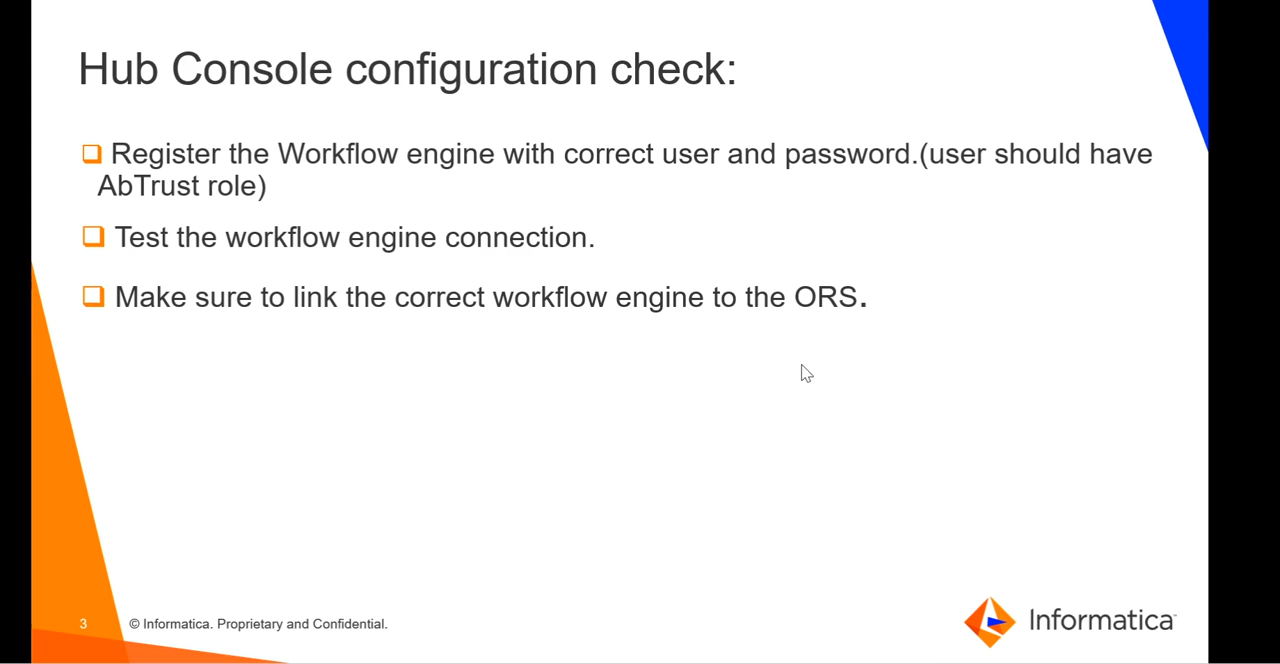 Hub Console configuration check:
Register the Workflow engine with correct user and password.(user should have
AbTrust role)
Test the workflow engine connection.
Make sure to link the correct workflow engine to the ORS.
3
© Informatica. Proprietary and Confidential.
Informatica™